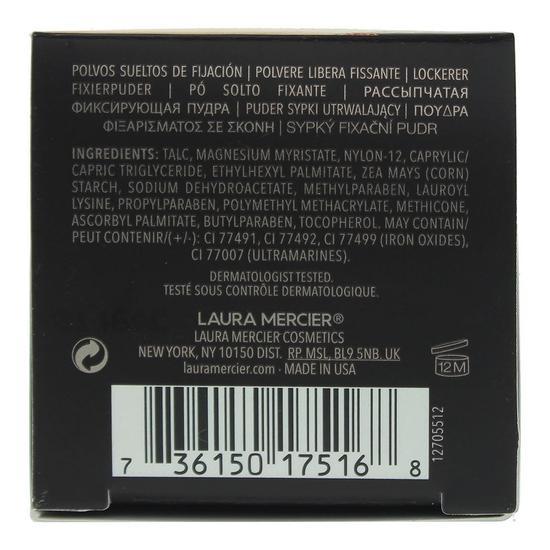 POLVOS SUELTOS DE FIJACIÓN | POLVERE LIBERA FISSANTE | LOCKERER
FIXIERPUDER | PÓ SOLTO FIXANTE | РАССЫПЧАТАЯ
ФИКСИРУЮЩАЯ ПУДРА | PUDER SYPKI UTRWALAJĄCY | ΠΟΥΔΡΑ
ΦΙΞΑΡΙΣΜΑΤΟΣ ΣΕ ΣΚΟΝΗ | SYPKÝ FIXAČNÍ PUDR
INGREDIENTS: TALC, MAGNESIUM MYRISTATE, NYLON-12, CAPRYLIC/
CAPRIC TRIGLYCERIDE, ETHYLHEXYL PALMITATE, ZEA MAYS (CORN)
STARCH, SODIUM DEHYDROACETATE, METHYLPARABEN, LAUROYL
LYSINE, PROPYLPARABEN, POLYMETHYL METHACRYLATE, METHICONE,
ASCORBYL PALMITATE, BUTYLPARABEN, TOCOPHEROL. MAY CONTAIN/
PEUT CONTENIR/(+/-): CI 77491, CI 77492, CI 77499 (IRON OXIDES),
CI 77007 (ULTRAMARINES).
DERMATOLOGIST TESTED.
TESTÉ SOUS CONTRÔLE DERMATOLOGIQUE.
LAURA MERCIER®
LAURA MERCIER COSMETICS
NEW YORK, NY 10150 DIST. RP MSL, BL9 5NB. UK
lauramercier.com · MADE IN USA
12M
12705512
7 36150 17516 8